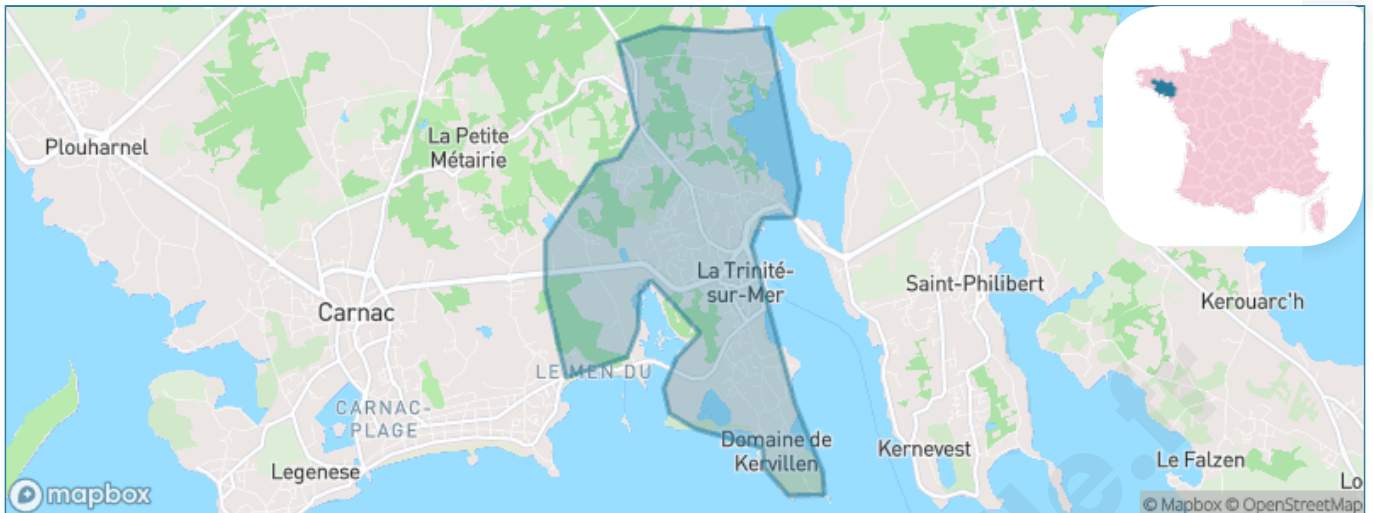 Plouharnel
La Petite
Métairie
La Trinité-
sur-Mer
Saint-Philibert
Kerouarc'h
Carnac
LE MEN DU
CARNAC-
PLAGE
Domaine de
Kervillen
Kernevest
Legenese
Le Falzen
Lo
mapbox
© Mapbox © OpenStreetMap